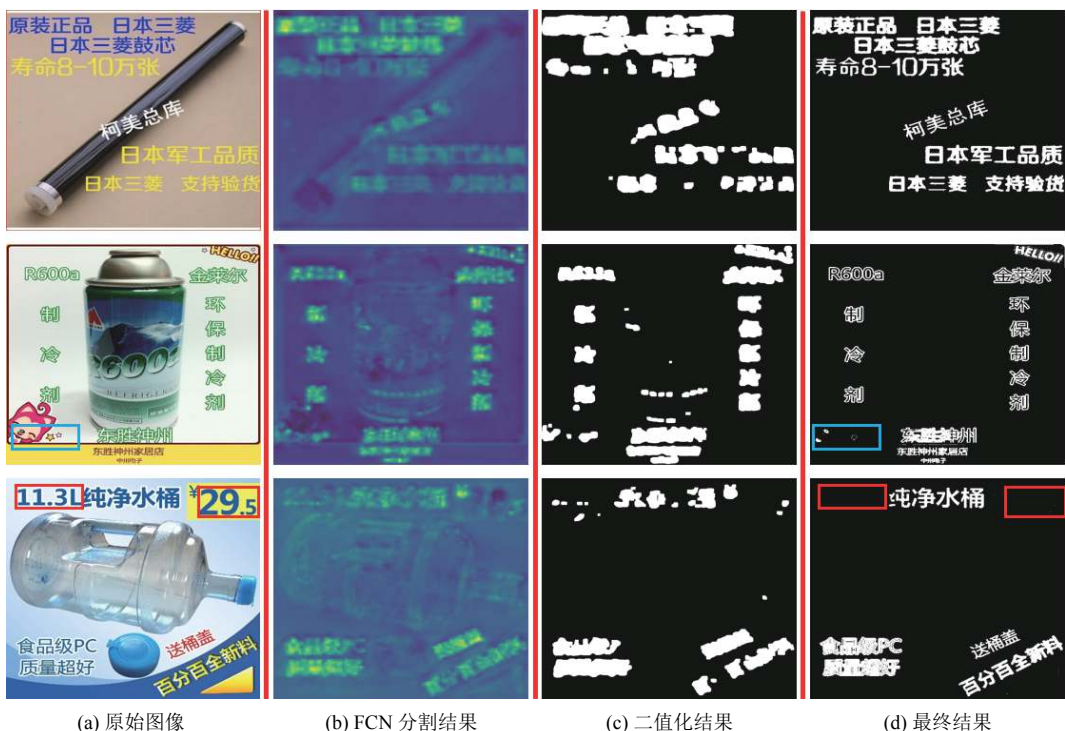 原装正品 日本三菱
日本三菱鼓芯
寿命8-10万张
柯美总库
日本军工品质
日本三菱 支持验货
原装正品 日本三菱
日本三菱鼓芯
寿命8-10万张
柯美总库
日本军工品质
日本三菱 支持验货
HELLO!!
R600a
金莱尔
制冷剂
环保制冷剂
R600a
REFRIGER
东胜神州
东胜神州家居店
中州电子
HELLO!!
R600a
金莱尔
制冷剂
环保制冷剂
东胜神州
东胜神州家居店
中州电子
11.3L纯净水桶
¥29.5
食品级PC
质量超好
送桶盖
百分百全新料
纯净水桶
食品级PC
质量超好
送桶盖
百分百全新料
(a) 原始图像
(b) FCN 分割结果
(c) 二值化结果
(d) 最终结果